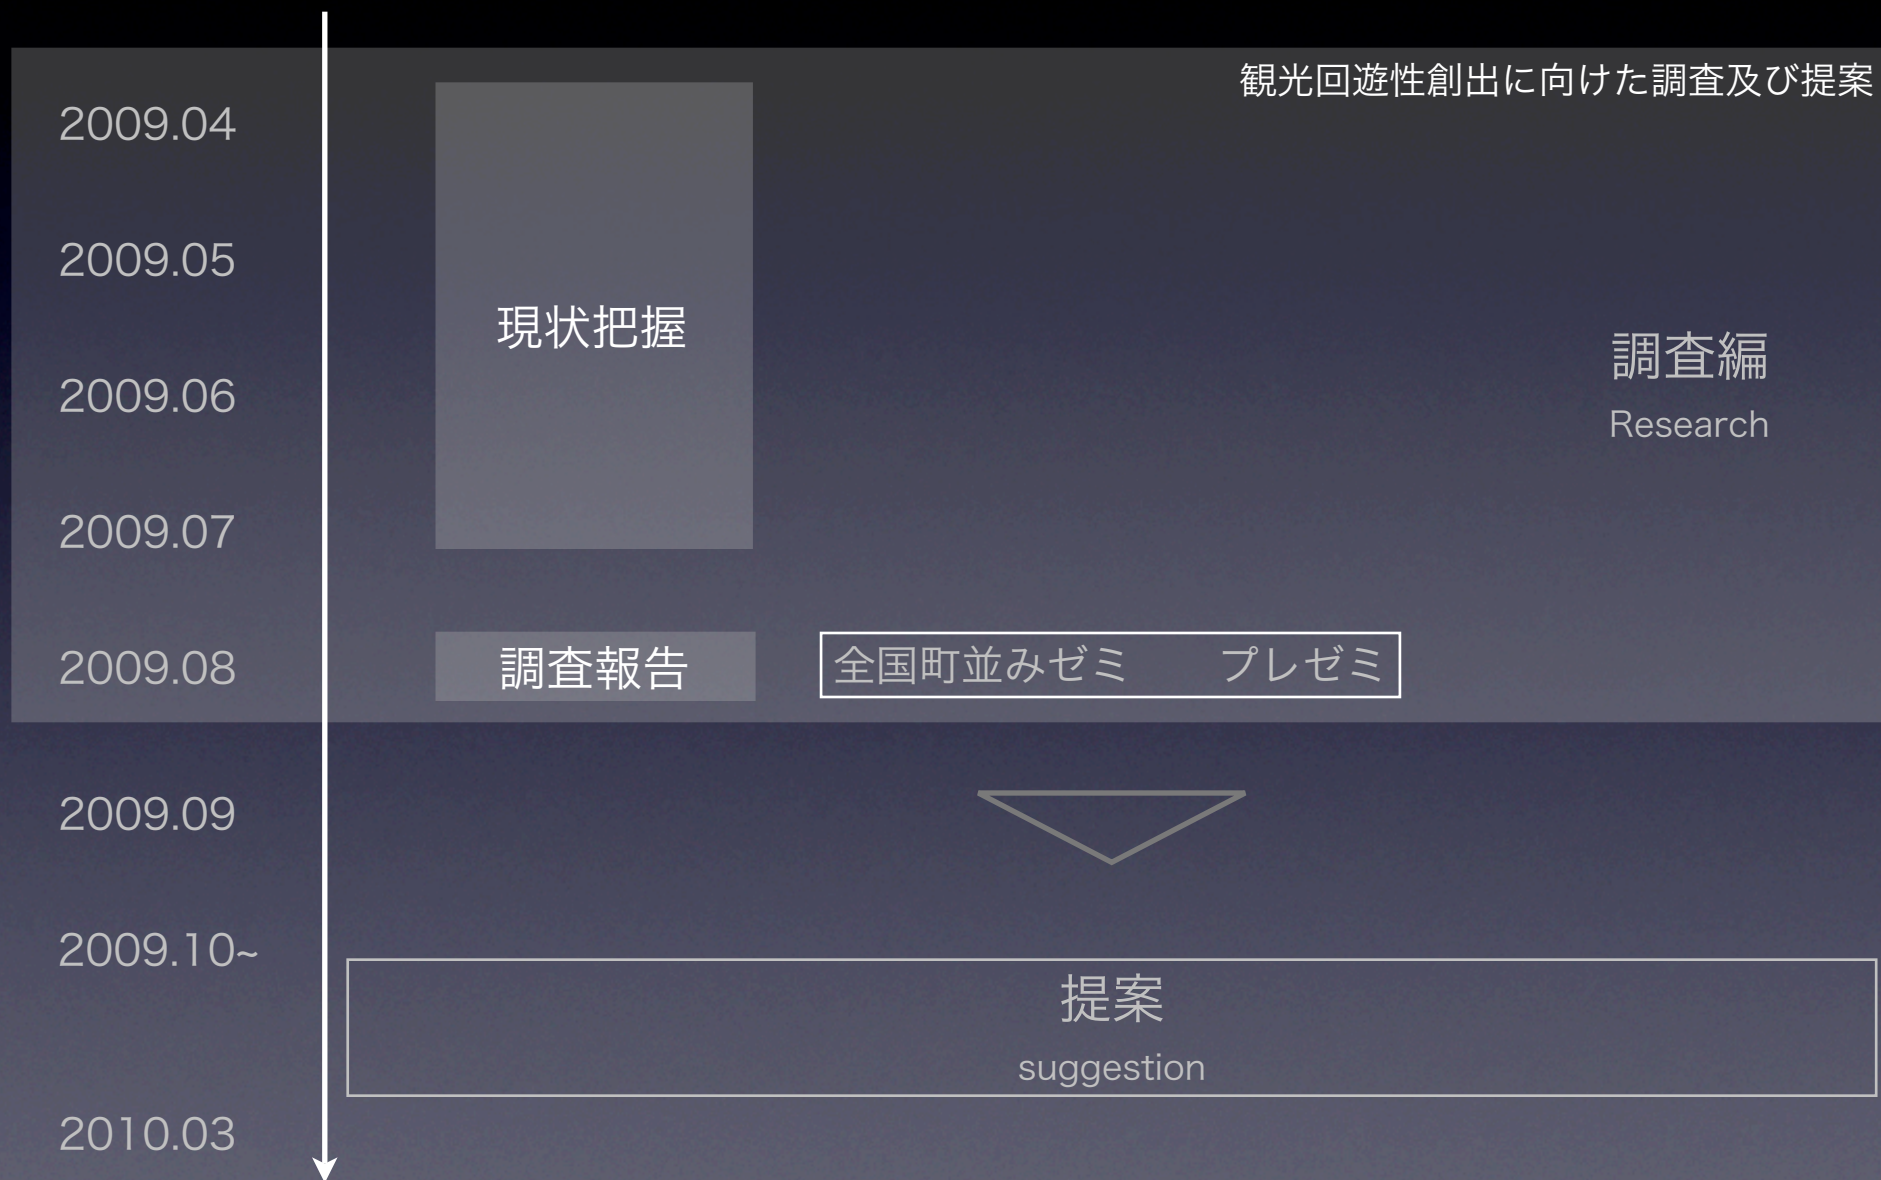 観光回遊性創出に向けた調査及び提案
2009.04
2009.05
現状把握
調査編
2009.06
Research
2009.07
2009.08
調査報告
全国町並みゼミ　　プレゼミ
2009.09
2009.10~
提案
suggestion
2010.03